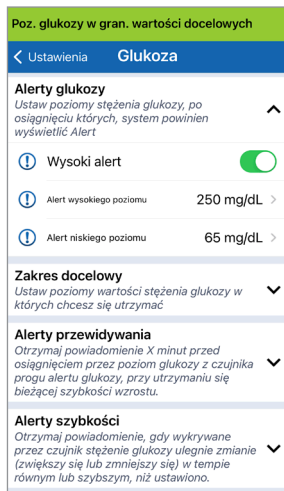 Poz. glukozy w gran. wartości docelowych
Ustawienia
Glukoza
Alerty glukozy
Ustaw poziomy stężenia glukozy, po
osiągnięciu których, system powinien
wyświetlić Alert
Wysoki alert
Alert wysokiego poziomu 250 mg/dL
Alert niskiego poziomu 65 mg/dL
Zakres docelowy
Ustaw poziomy wartości stężenia glukozy w
których chcesz się utrzymać
Alerty przewidywania
Otrzymaj powiadomienie X minut przed
osiągnięciem przez poziom glukozy z czujnika
progu alertu glukozy, przy utrzymaniu się
bieżącej szybkości wzrostu.
Alerty szybkości
Otrzymaj powiadomienie, gdy wykrywane
przez czujnik stężenie glukozy ulegnie zmianie
(zwiększy się lub zmniejszy się) w tempie
równym lub szybszym, niż ustawiono.